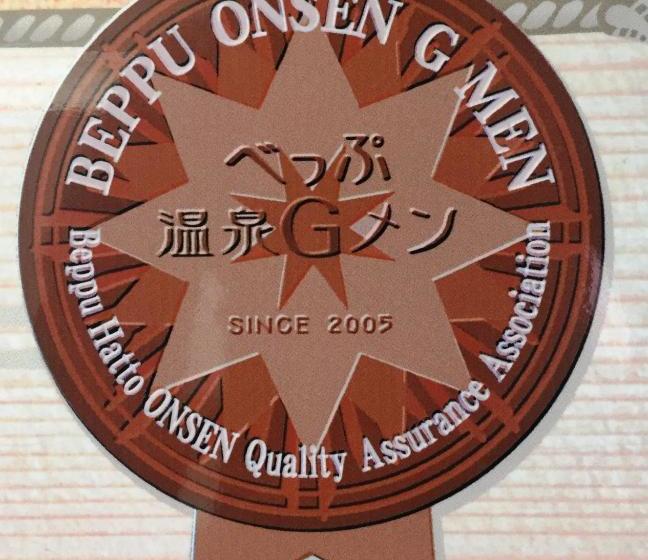 BEPPU ONSEN G MEN
べっぷ
温泉Gメン
SINCE 2005
Beppu Hatto ONSEN Quality Assurance Association